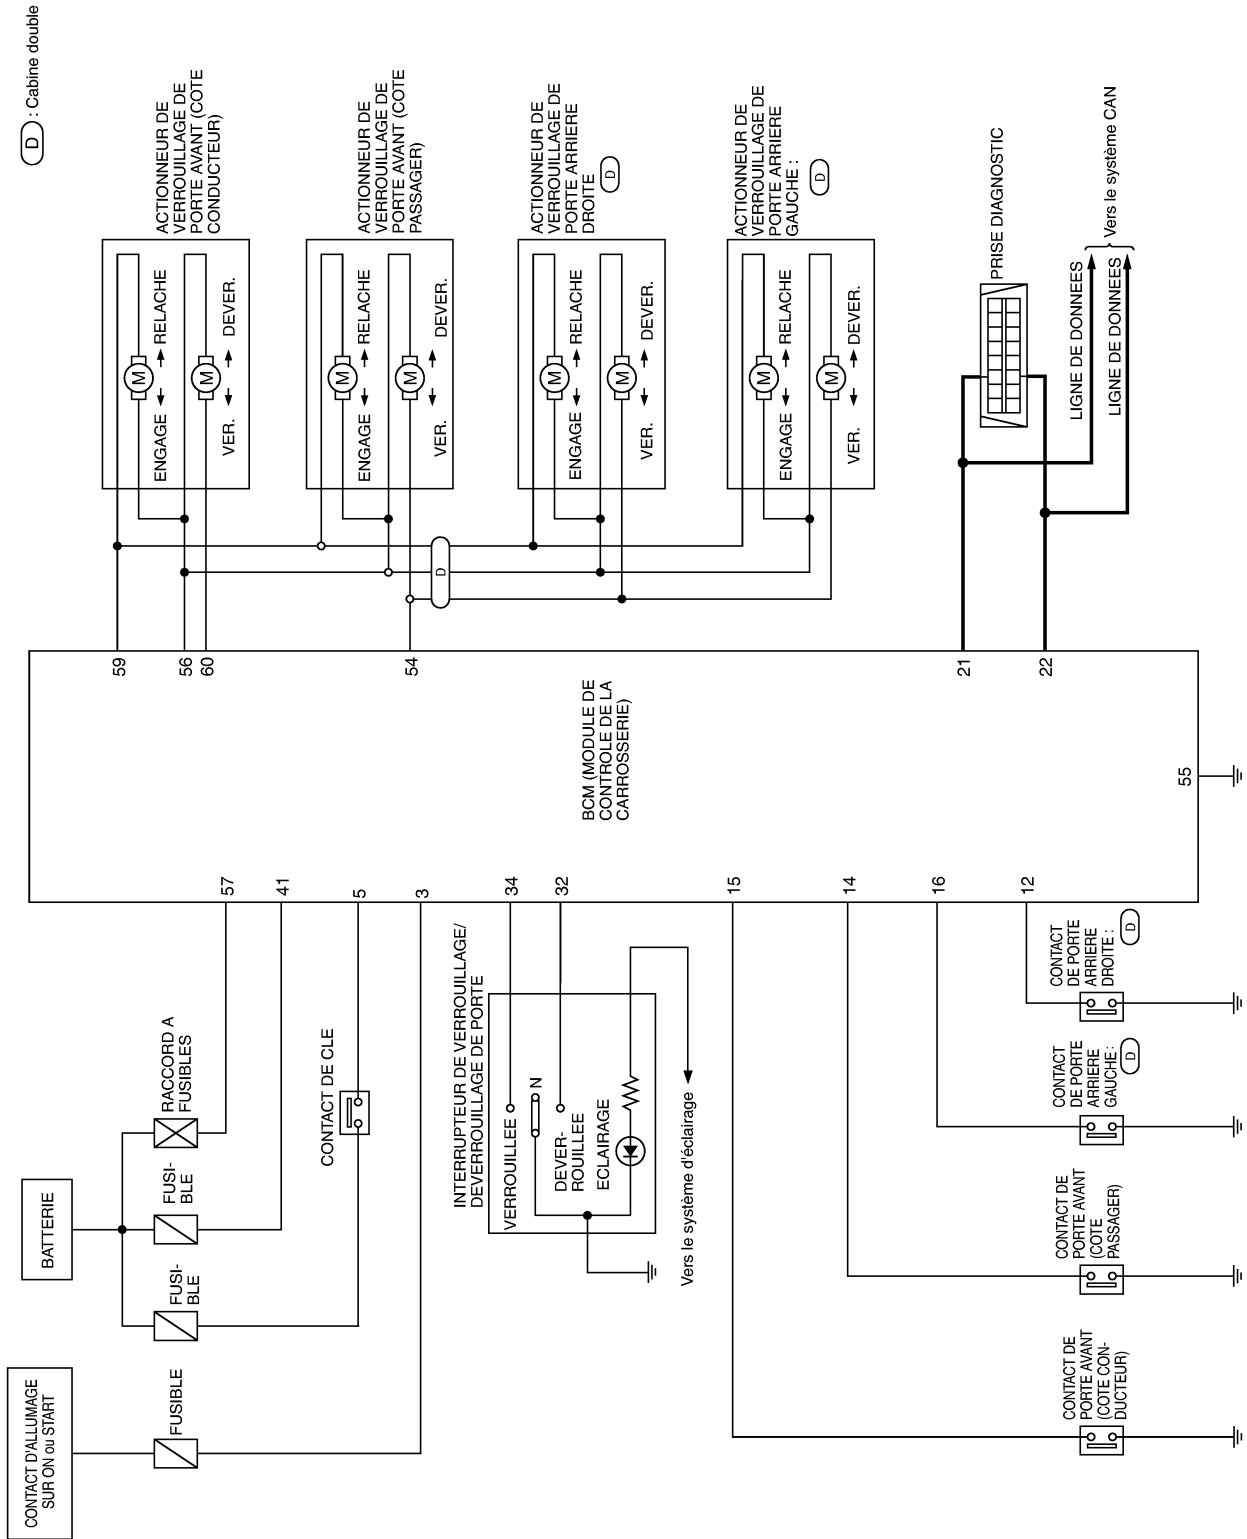 D : Cabine double
CONTACT D'ALLUMAGE
SUR ON ou START
BATTERIE
FUSIBLE
FUSI-
BLE
FUSI-
BLE
RACCORD A
FUSIBLES
CONTACT DE CLE
57
41
5
3
INTERRUPTEUR DE VERROUILLAGE/
DEVERROUILLAGE DE PORTE
VERROUILLEE
N
DEVER-
ROUILLEE
ECLAIRAGE
Vers le système d'éclairage
34
32
15
14
16
12
CONTACT DE
PORTE AVANT
(COTE CON-
DUCTEUR)
CONTACT DE
PORTE AVANT
(COTE
PASSAGER)
CONTACT
DE PORTE
ARRIERE
GAUCHE :
D
CONTACT
DE PORTE
ARRIERE
DROITE :
D
BCM (MODULE DE
CONTROLE DE LA
CARROSSERIE)
55
59
56
60
54
21
22
D
ACTIONNEUR DE
VERROUILLAGE DE
PORTE AVANT (COTE
CONDUCTEUR)
ENGAGE
M
RELACHE
VER.
M
DEVER.
ACTIONNEUR DE
VERROUILLAGE DE
PORTE AVANT (COTE
PASSAGER)
ENGAGE
M
RELACHE
VER.
M
DEVER.
ACTIONNEUR DE
VERROUILLAGE DE
PORTE ARRIERE
DROITE
D
ENGAGE
M
RELACHE
VER.
M
DEVER.
ACTIONNEUR DE
VERROUILLAGE DE
PORTE ARRIERE
GAUCHE :
D
ENGAGE
M
RELACHE
VER.
M
DEVER.
PRISE DIAGNOSTIC
LIGNE DE DONNEES
LIGNE DE DONNEES
Vers le système CAN